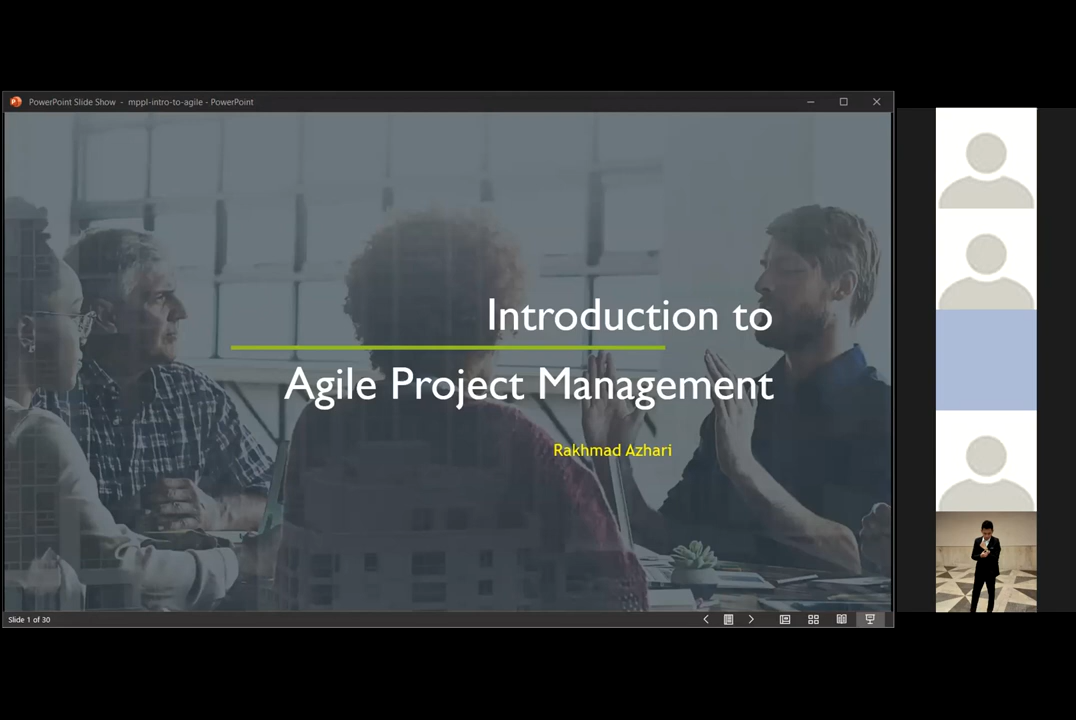 PowerPoint Slide Show - mppl-intro-to-agile - PowerPoint
Introduction to
Agile Project Management
Rakhmad Azhari
Slide 1 of 30